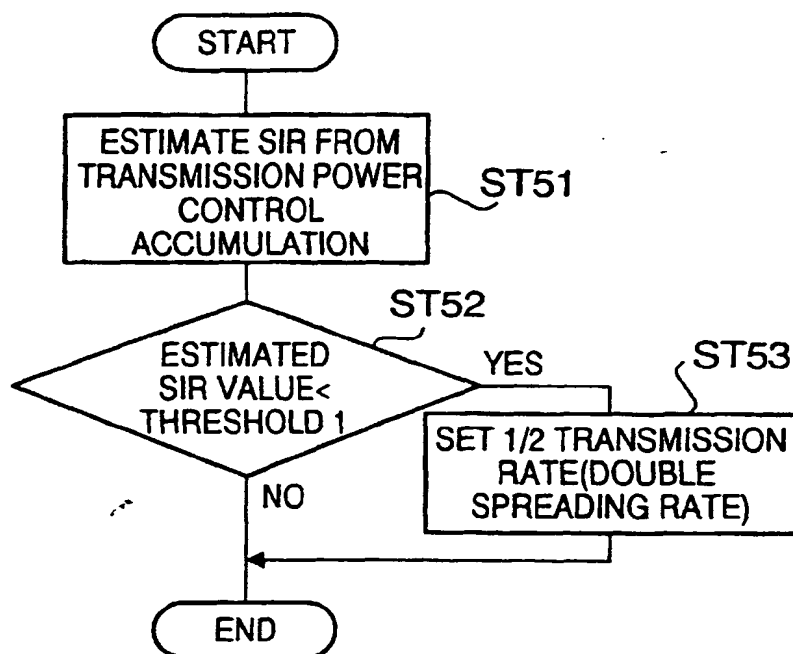 START
ESTIMATE SIR FROM
TRANSMISSION POWER
CONTROL
ACCUMULATION
ST51
ST52
ESTIMATED
SIR VALUE<
THRESHOLD 1
YES
ST53
SET 1/2 TRANSMISSION
RATE(DOUBLE
SPREADING RATE)
NO
END